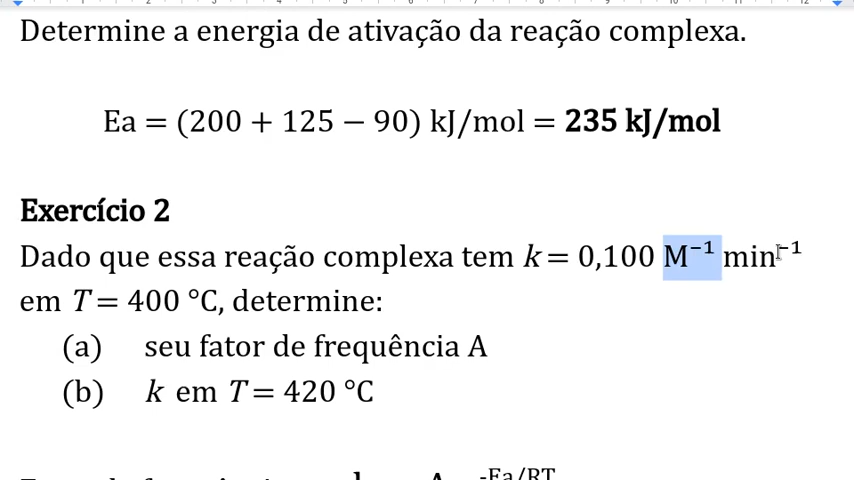 Determine a energia de ativação da reação complexa.
Ea = (200 + 125 − 90) kJ/mol = 235 kJ/mol
Exercício 2
Dado que essa reação complexa tem k = 0,100 M⁻¹ min⁻¹
em T = 400 °C, determine:
(a) seu fator de frequência A
(b) k em T = 420 °C
-Ea/RT